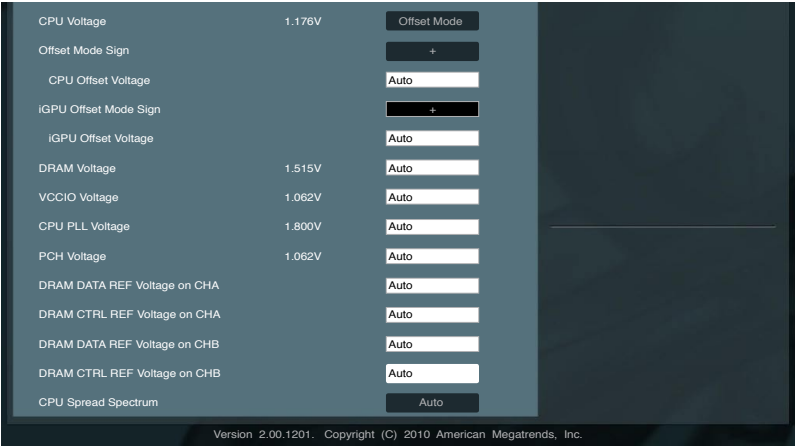 CPU Voltage 1.176V Offset Mode
Offset Mode Sign +
CPU Offset Voltage Auto
iGPU Offset Mode Sign +
iGPU Offset Voltage Auto
DRAM Voltage 1.515V Auto
VCCIO Voltage 1.062V Auto
CPU PLL Voltage 1.800V Auto
PCH Voltage 1.062V Auto
DRAM DATA REF Voltage on CHA Auto
DRAM CTRL REF Voltage on CHA Auto
DRAM DATA REF Voltage on CHB Auto
DRAM CTRL REF Voltage on CHB Auto
CPU Spread Spectrum Auto
Version 2.00.1201. Copyright (C) 2010 American Megatrends, Inc.